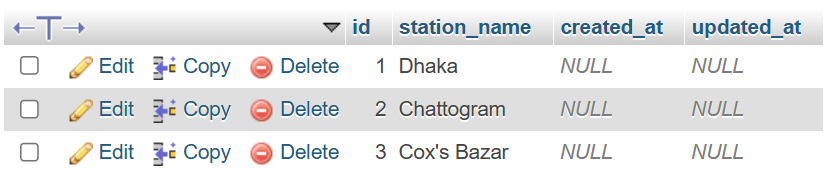 id station_name created_at updated_at
Edit Copy Delete 1 Dhaka NULL NULL
Edit Copy Delete 2 Chattogram NULL NULL
Edit Copy Delete 3 Cox's Bazar NULL NULL